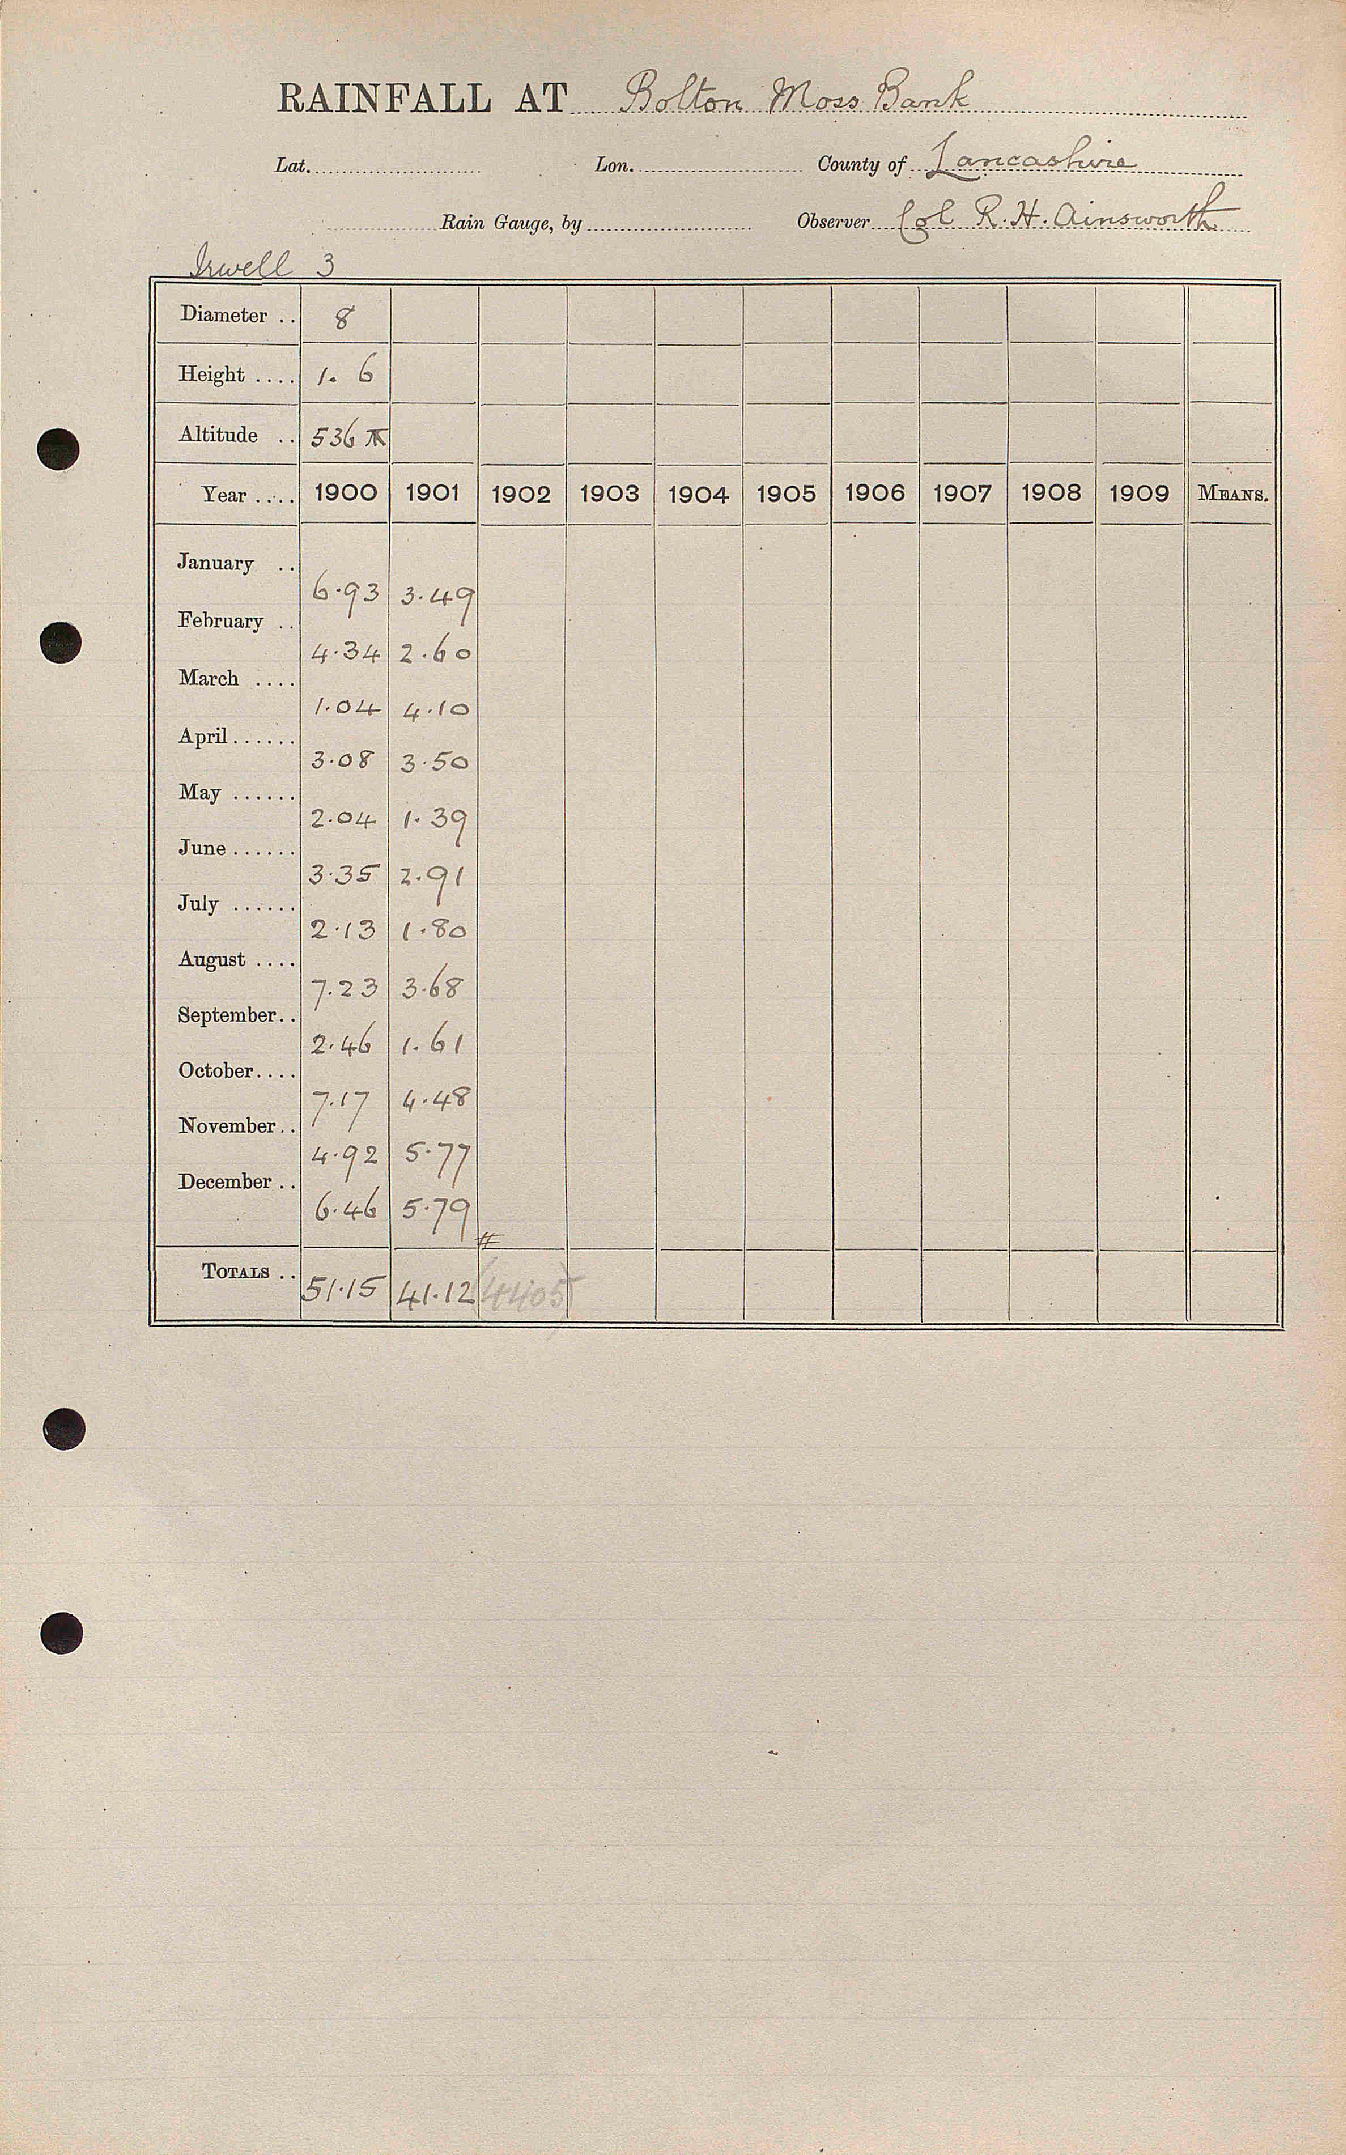 RAINFALL AT Bolton Moss Bank
Lat. Lon. County of Lancashire
Rain Gauge, by Observer Col R. H. Ainsworth
Irwell 3
Diameter .. 8
Height .... 1. 6
Altitude .. 536
Year .... 1900 1901 1902 1903 1904 1905 1906 1907 1908 1909 MEANS.
January .. 6.93 3.49
February .. 4.34 2.60
March .... 1.04 4.10
April ...... 3.08 3.50
May ...... 2.04 1.39
June ...... 3.35 2.91
July ...... 2.13 1.80
August .... 7.23 3.68
September.. 2.46 1.61
October.... 7.17 4.48
November.. 4.92 5.77
December .. 6.46 5.79
TOTALS .. 51.15 41.12 (4405)